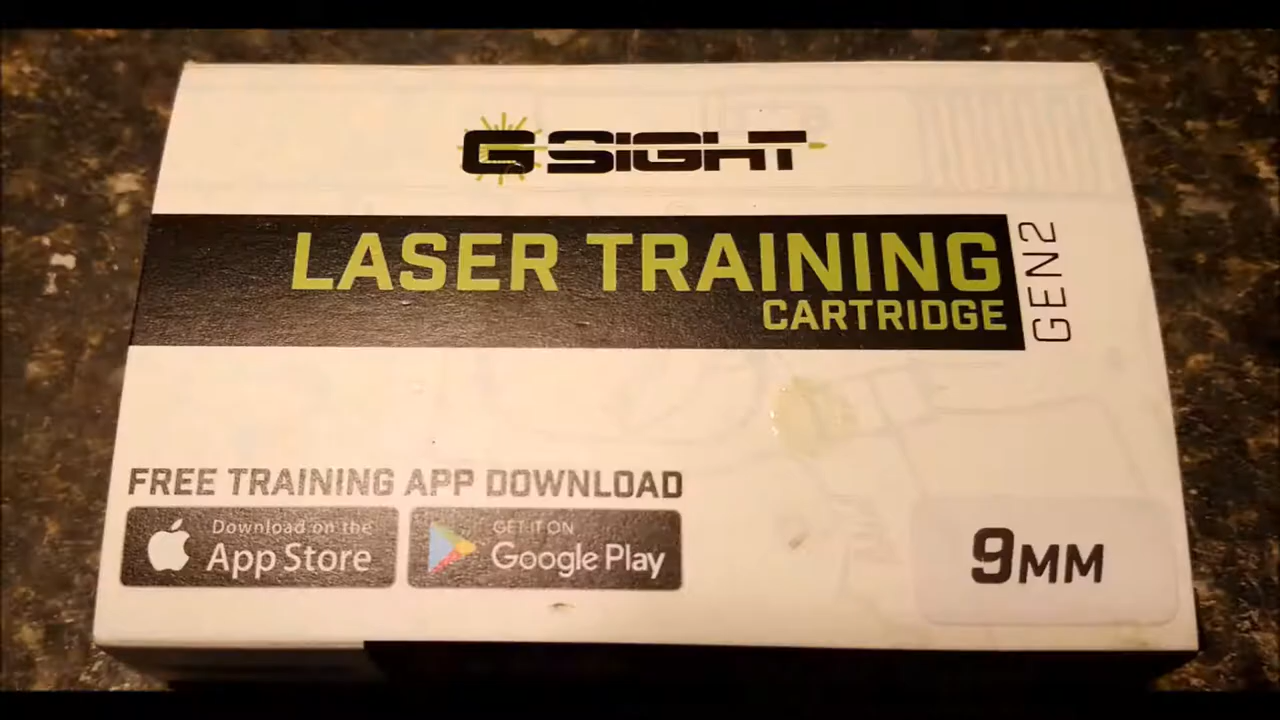 G SIGHT
LASER TRAINING
CARTRIDGE
GEN2
FREE TRAINING APP DOWNLOAD
Download on the
App Store
GET IT ON
Google Play
9MM